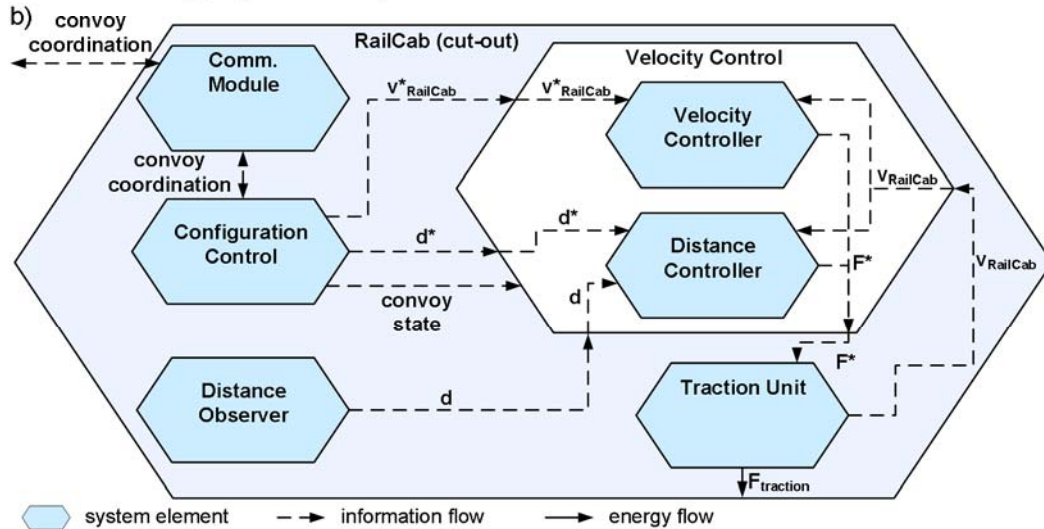 b)
convoy
coordination
RailCab (cut-out)
Comm.
Module
Velocity Control
v*RailCab
v*RailCab
Velocity
Controller
convoy
coordination
vRailCab
Configuration
Control
d*
d*
Distance
Controller
F*
vRailCab
convoy
state
d
Distance
Observer
d
F*
Traction Unit
Ftraction
system element
information flow
energy flow